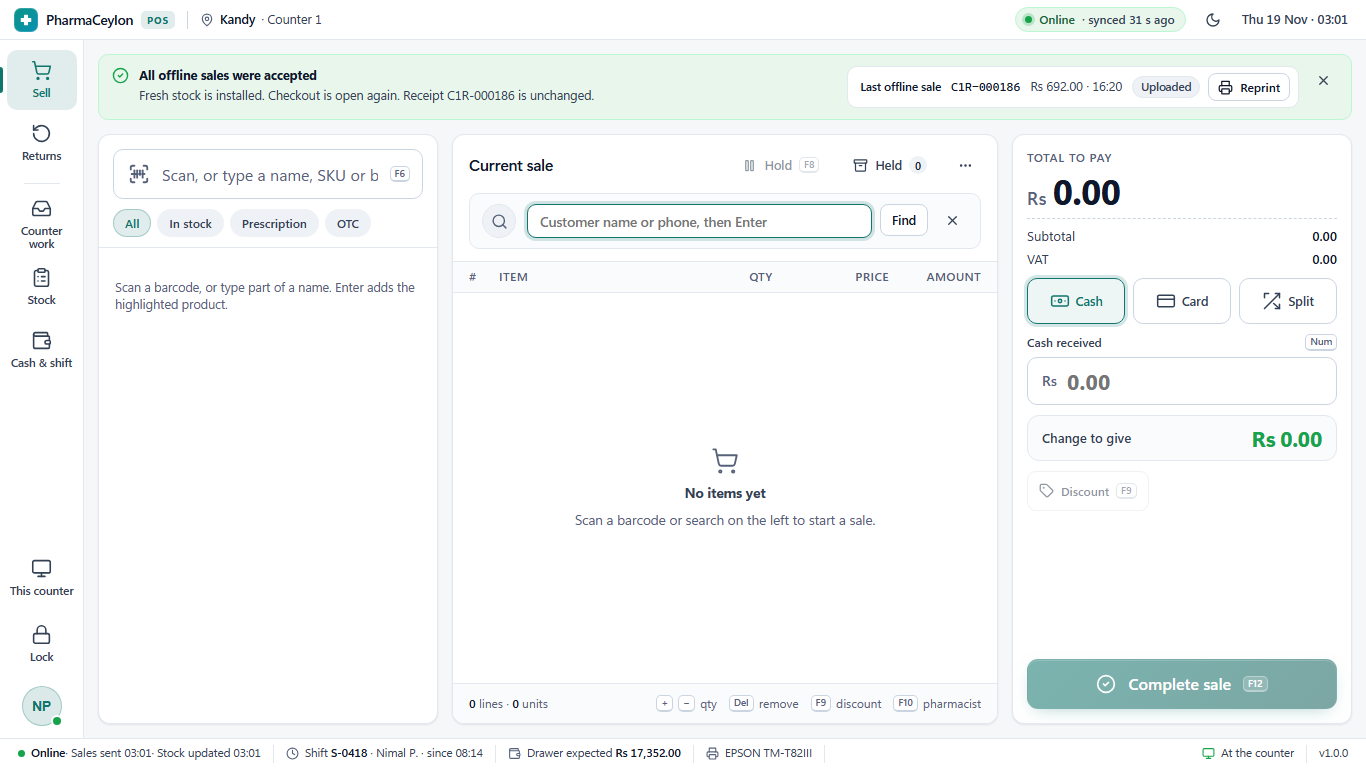 PharmaCeylon POS Kandy · Counter 1 Online · synced 31 s ago Thu 19 Nov · 03:01
Sell
Returns
Counter work
Stock
Cash & shift
This counter
Lock
NP
All offline sales were accepted
Fresh stock is installed. Checkout is open again. Receipt C1R-000186 is unchanged.
Last offline sale C1R-000186 Rs 692.00 · 16:20 Uploaded Reprint
Scan, or type a name, SKU or b F6
All In stock Prescription OTC
Scan a barcode, or type part of a name. Enter adds the
highlighted product.
Current sale Hold F8 Held 0
Customer name or phone, then Enter Find
# ITEM QTY PRICE AMOUNT
No items yet
Scan a barcode or search on the left to start a sale.
0 lines · 0 units + − qty Del remove F9 discount F10 pharmacist
TOTAL TO PAY
Rs 0.00
Subtotal 0.00
VAT 0.00
Cash Card Split
Cash received Num
Rs 0.00
Change to give Rs 0.00
Discount F9
Complete sale F12
Online · Sales sent 03:01 · Stock updated 03:01 Shift S-0418 · Nimal P. · since 08:14 Drawer expected Rs 17,352.00 EPSON TM-T82III At the counter v1.0.0